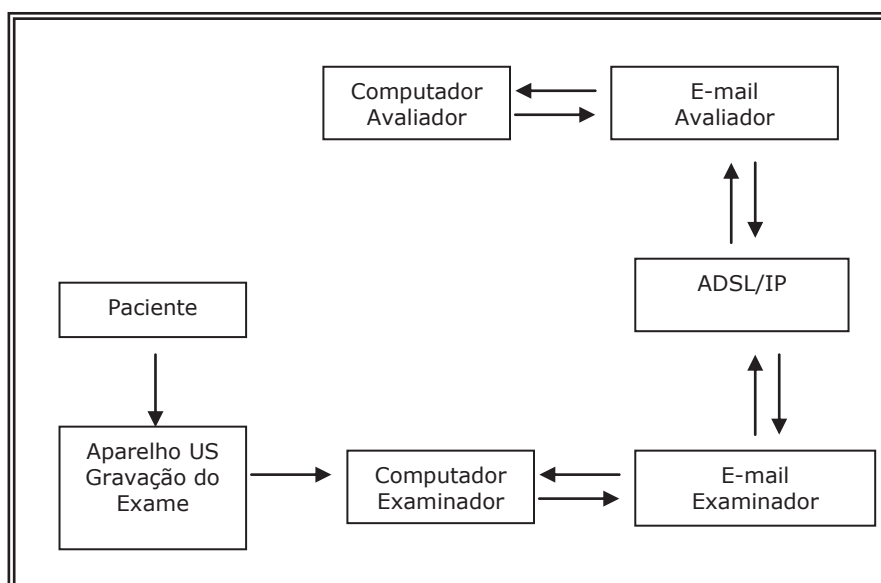 Computador
Avaliador
E-mail
Avaliador
ADSL/IP
Paciente
Aparelho US
Gravação do
Exame
Computador
Examinador
E-mail
Examinador